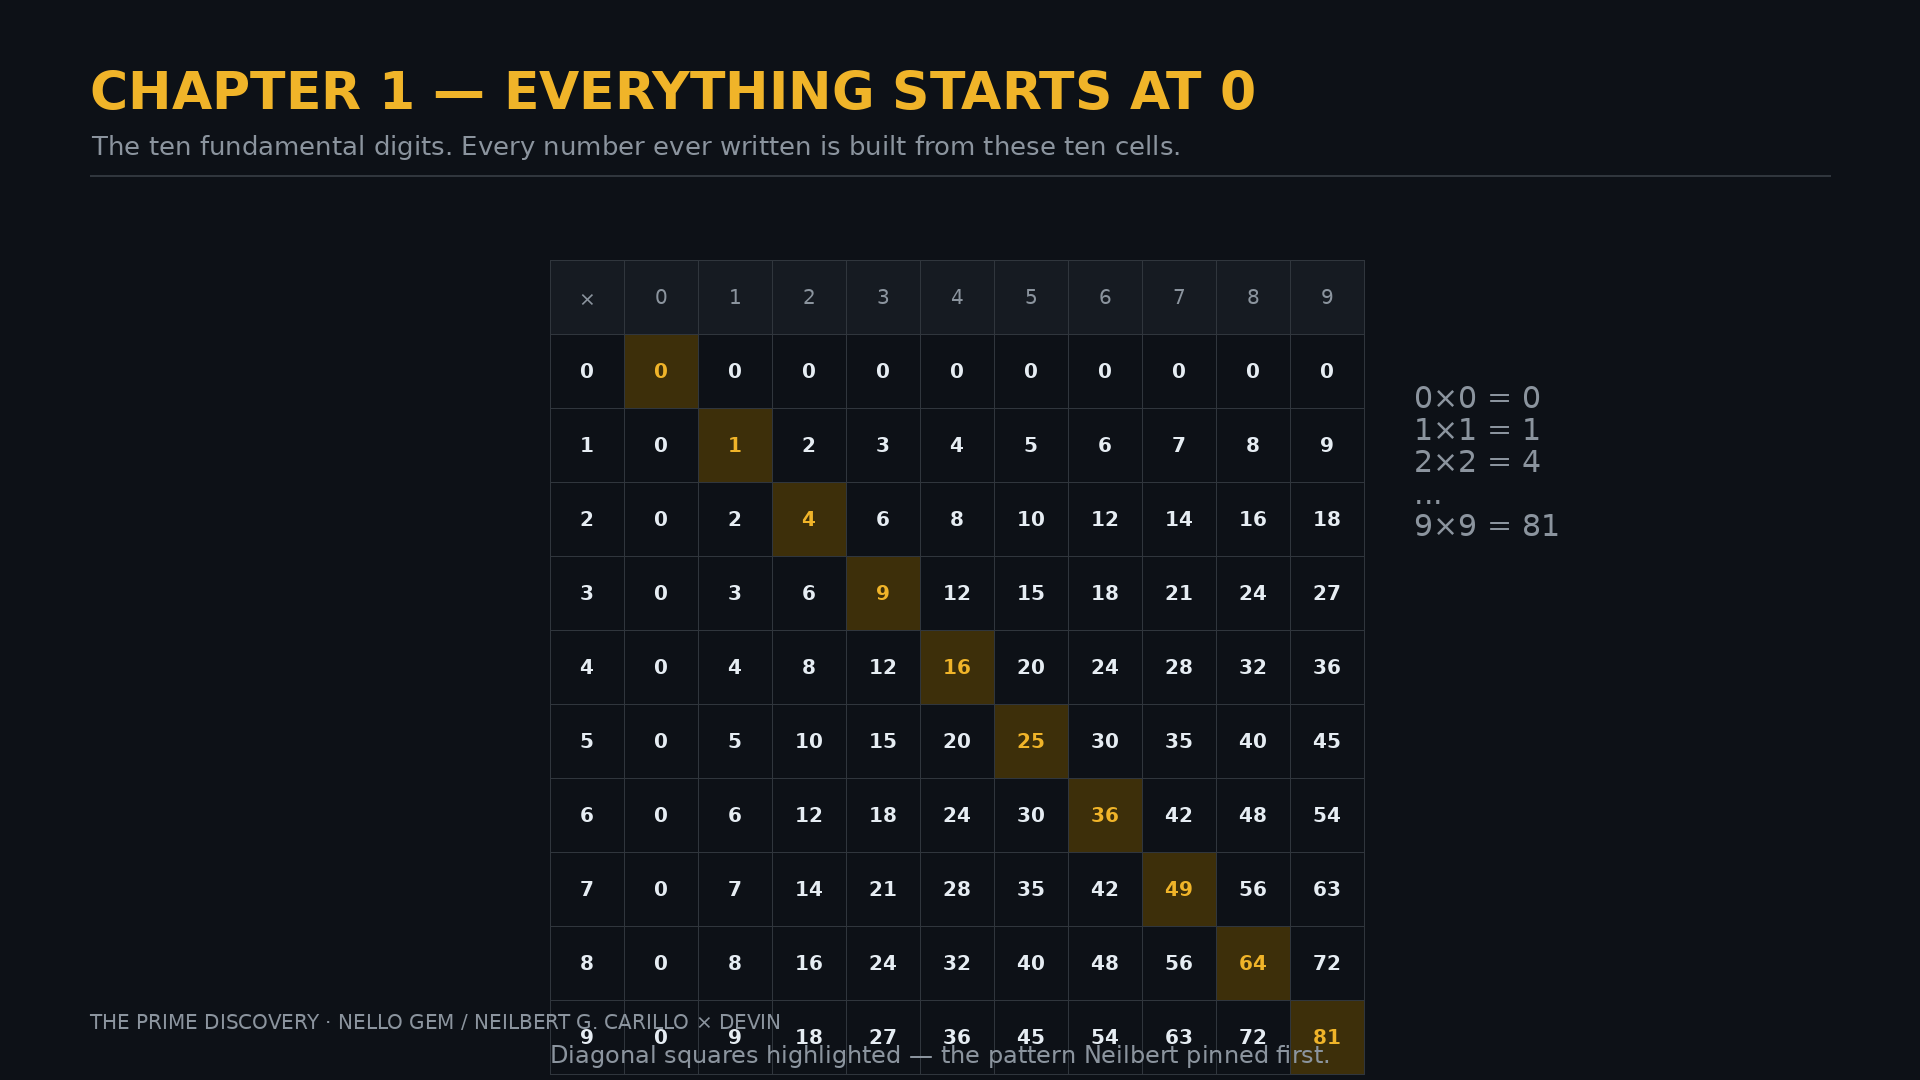 CHAPTER 1 — EVERYTHING STARTS AT 0
The ten fundamental digits. Every number ever written is built from these ten cells.
× 0 1 2 3 4 5 6 7 8 9
0 0 0 0 0 0 0 0 0 0 0
1 0 1 2 3 4 5 6 7 8 9
2 0 2 4 6 8 10 12 14 16 18
3 0 3 6 9 12 15 18 21 24 27
4 0 4 8 12 16 20 24 28 32 36
5 0 5 10 15 20 25 30 35 40 45
6 0 6 12 18 24 30 36 42 48 54
7 0 7 14 21 28 35 42 49 56 63
8 0 8 16 24 32 40 48 56 64 72
9 0 9 18 27 36 45 54 63 72 81
0×0 = 0
1×1 = 1
2×2 = 4
...
9×9 = 81
THE PRIME DISCOVERY · NELLO GEM / NEILBERT G. CARILLO × DEVIN
Diagonal squares highlighted — the pattern Neilbert pinned first.